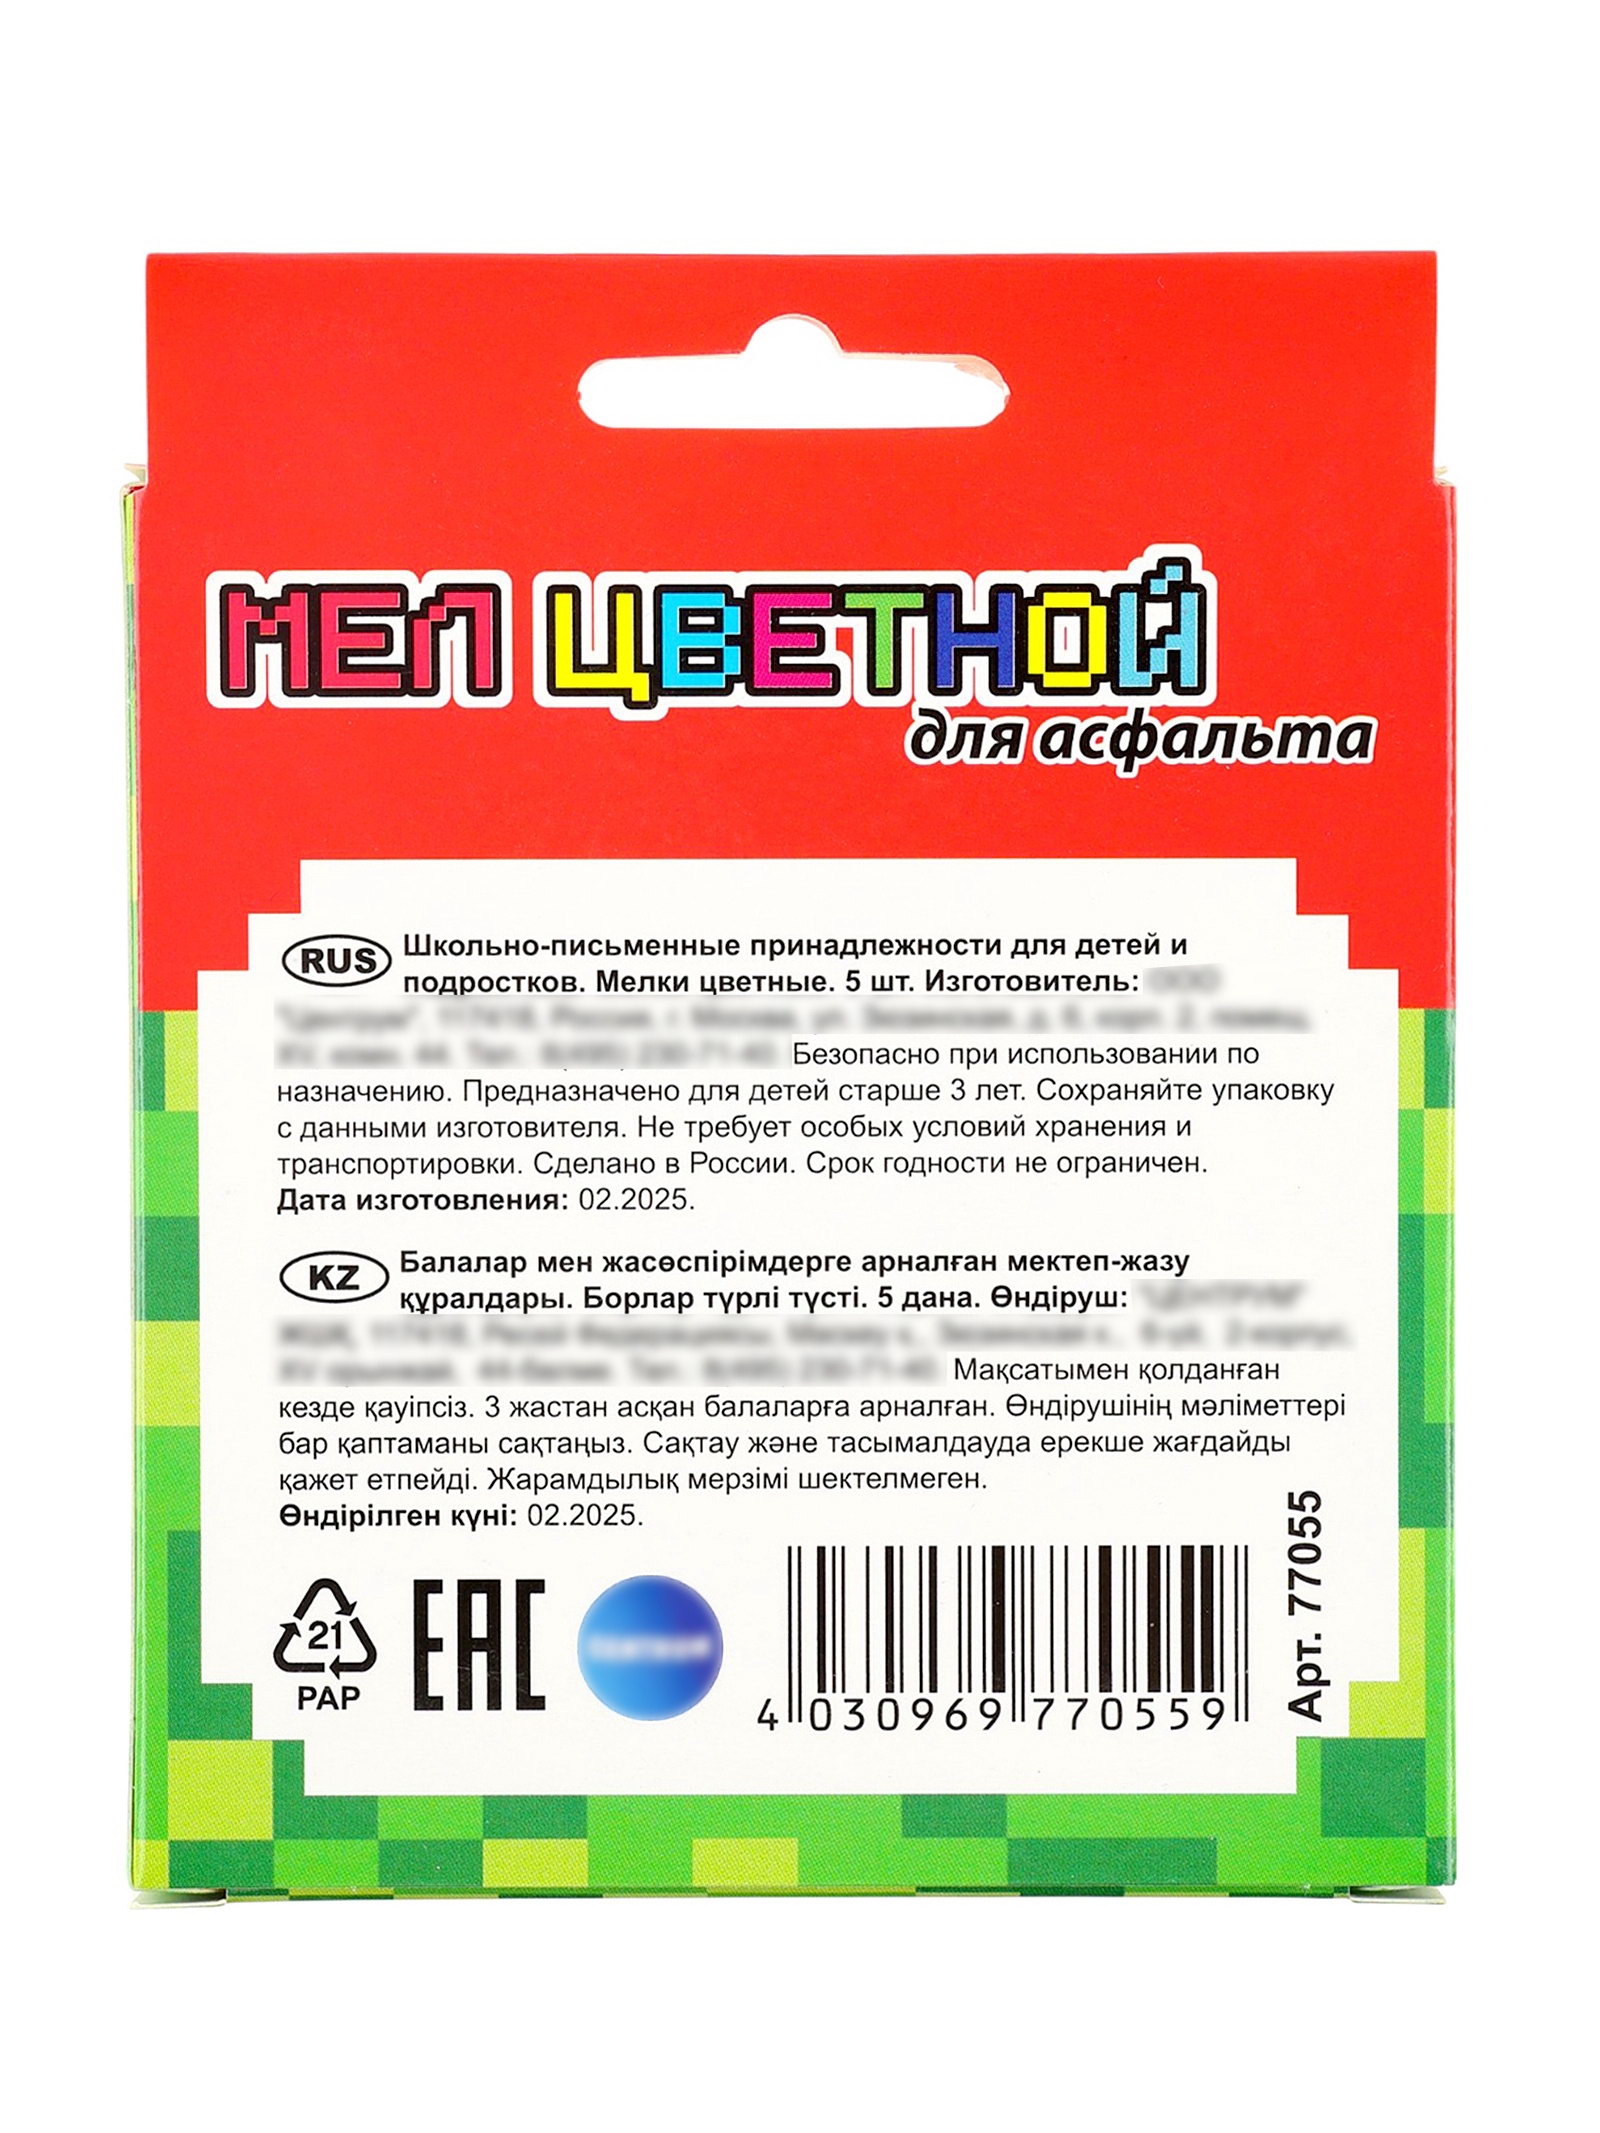 МЕЛ ЦВЕТНОЙ
для асфальта
RUS Школьно-письменные принадлежности для детей и
подростков. Мелки цветные. 5 шт. Изготовитель:
Безопасно при использовании по
назначению. Предназначено для детей старше 3 лет. Сохраняйте упаковку
с данными изготовителя. Не требует особых условий хранения и
транспортировки. Сделано в России. Срок годности не ограничен.
Дата изготовления: 02.2025.
KZ Балалар мен жасөспірімдерге арналған мектеп-жазу
құралдары. Борлар түрлі түсті. 5 дана. Өндіруш:
Мақсатымен қолданған
кезде қауіпсіз. 3 жастан асқан балаларға арналған. Өндірушінің мәліметтері
бар қаптаманы сақтаңыз. Сақтау және тасымалдауда ерекше жағдайды
қажет етпейді. Жарамдылық мерзімі шектелмеген.
Өндірілген күні: 02.2025.
21
PAP
EAC
4 030969 770559
Арт. 77055